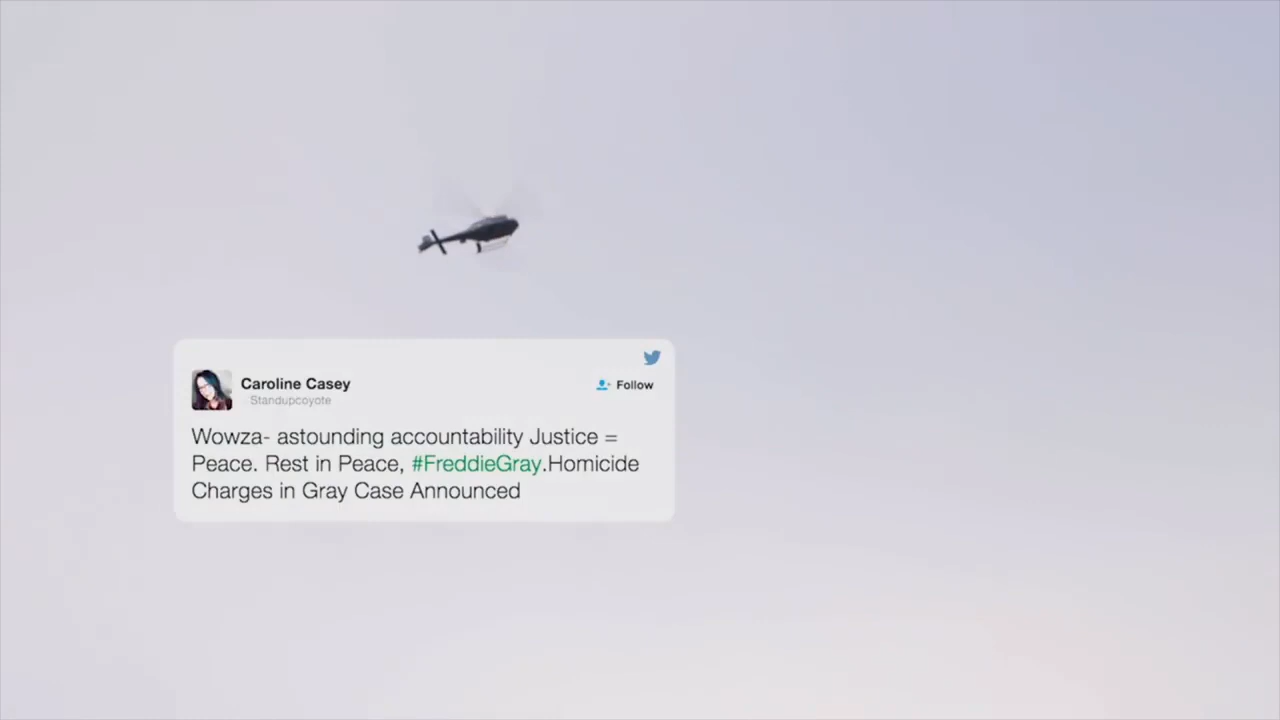 Caroline Casey
Standupcoyote
Follow
Wowza- astounding accountability Justice =
Peace. Rest in Peace, #FreddieGray.Homicide
Charges in Gray Case Announced